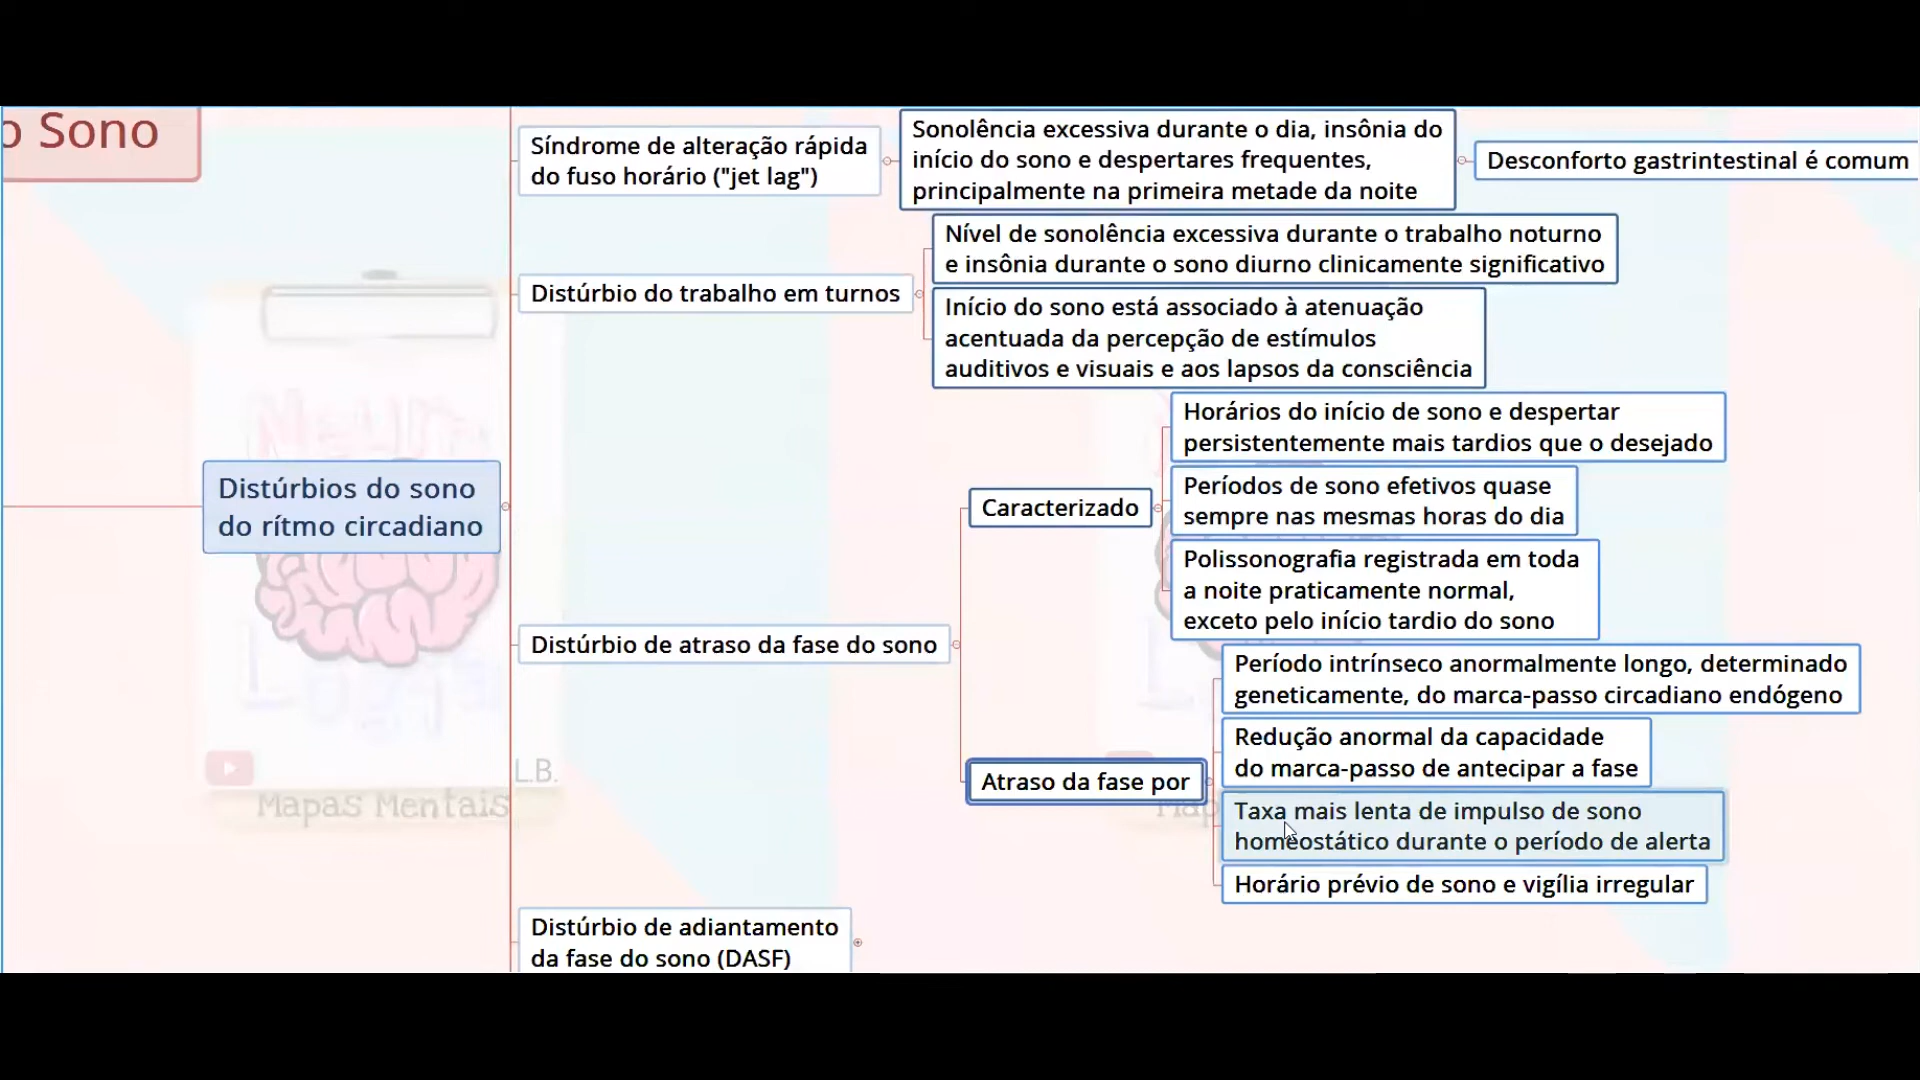 o Sono
Síndrome de alteração rápida
do fuso horário ("jet lag")
Sonolência excessiva durante o dia, insônia do
início do sono e despertares frequentes,
principalmente na primeira metade da noite
Desconforto gastrintestinal é comum
Distúrbio do trabalho em turnos
Nível de sonolência excessiva durante o trabalho noturno
e insônia durante o sono diurno clinicamente significativo
Início do sono está associado à atenuação
acentuada da percepção de estímulos
auditivos e visuais e aos lapsos da consciência
Distúrbios do sono
do rítmo circadiano
Distúrbio de atraso da fase do sono
Caracterizado
Horários do início de sono e despertar
persistentemente mais tardios que o desejado
Períodos de sono efetivos quase
sempre nas mesmas horas do dia
Polissonografia registrada em toda
a noite praticamente normal,
exceto pelo início tardio do sono
Atraso da fase por
Período intrínseco anormalmente longo, determinado
geneticamente, do marca-passo circadiano endógeno
Redução anormal da capacidade
do marca-passo de antecipar a fase
Taxa mais lenta de impulso de sono
homeostático durante o período de alerta
Horário prévio de sono e vigília irregular
Distúrbio de adiantamento
da fase do sono (DASF)
L.B.
Mapas Mentais